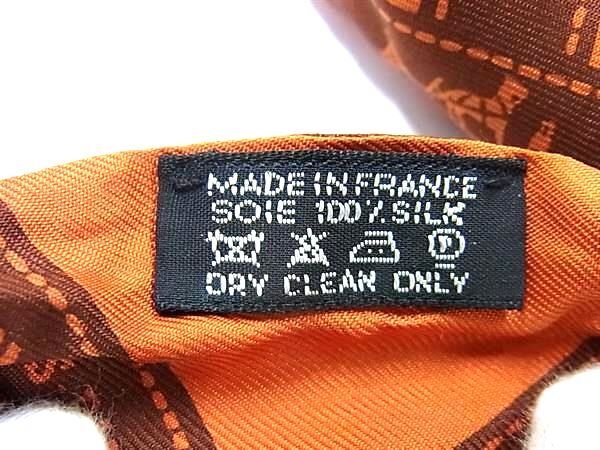 MADE IN FRANCE
SOIE 100% SILK
P
DRY CLEAN ONLY